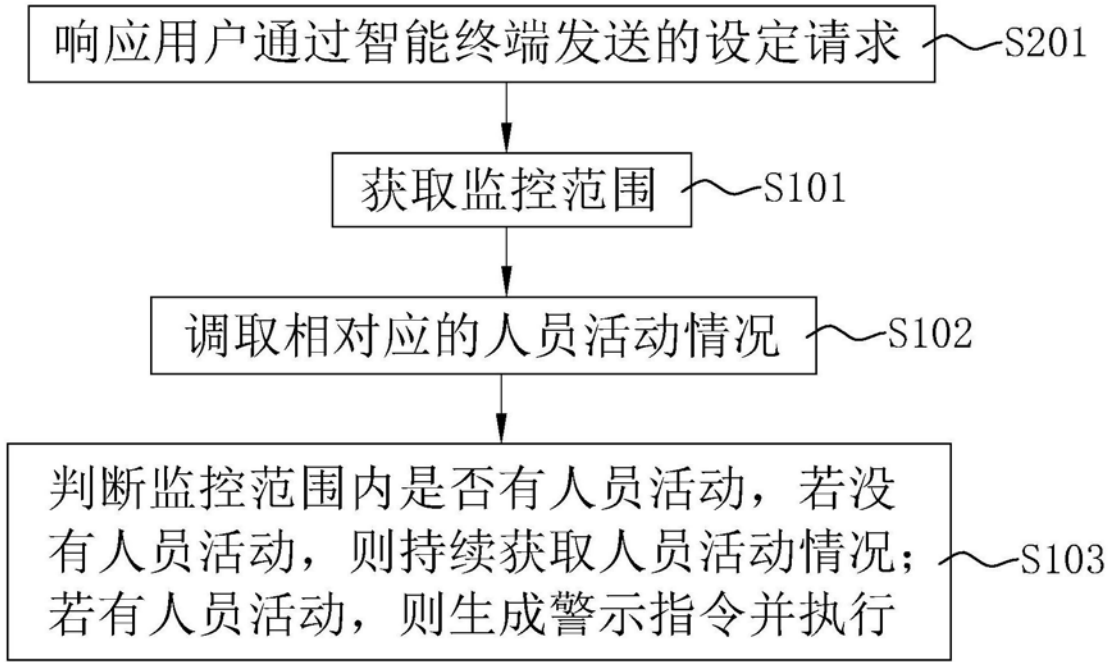 响应用户通过智能终端发送的设定请求
S201
获取监控范围
S101
调取相对应的人员活动情况
S102
判断监控范围内是否有人员活动，若没
有人员活动，则持续获取人员活动情况；
若有人员活动，则生成警示指令并执行
S103